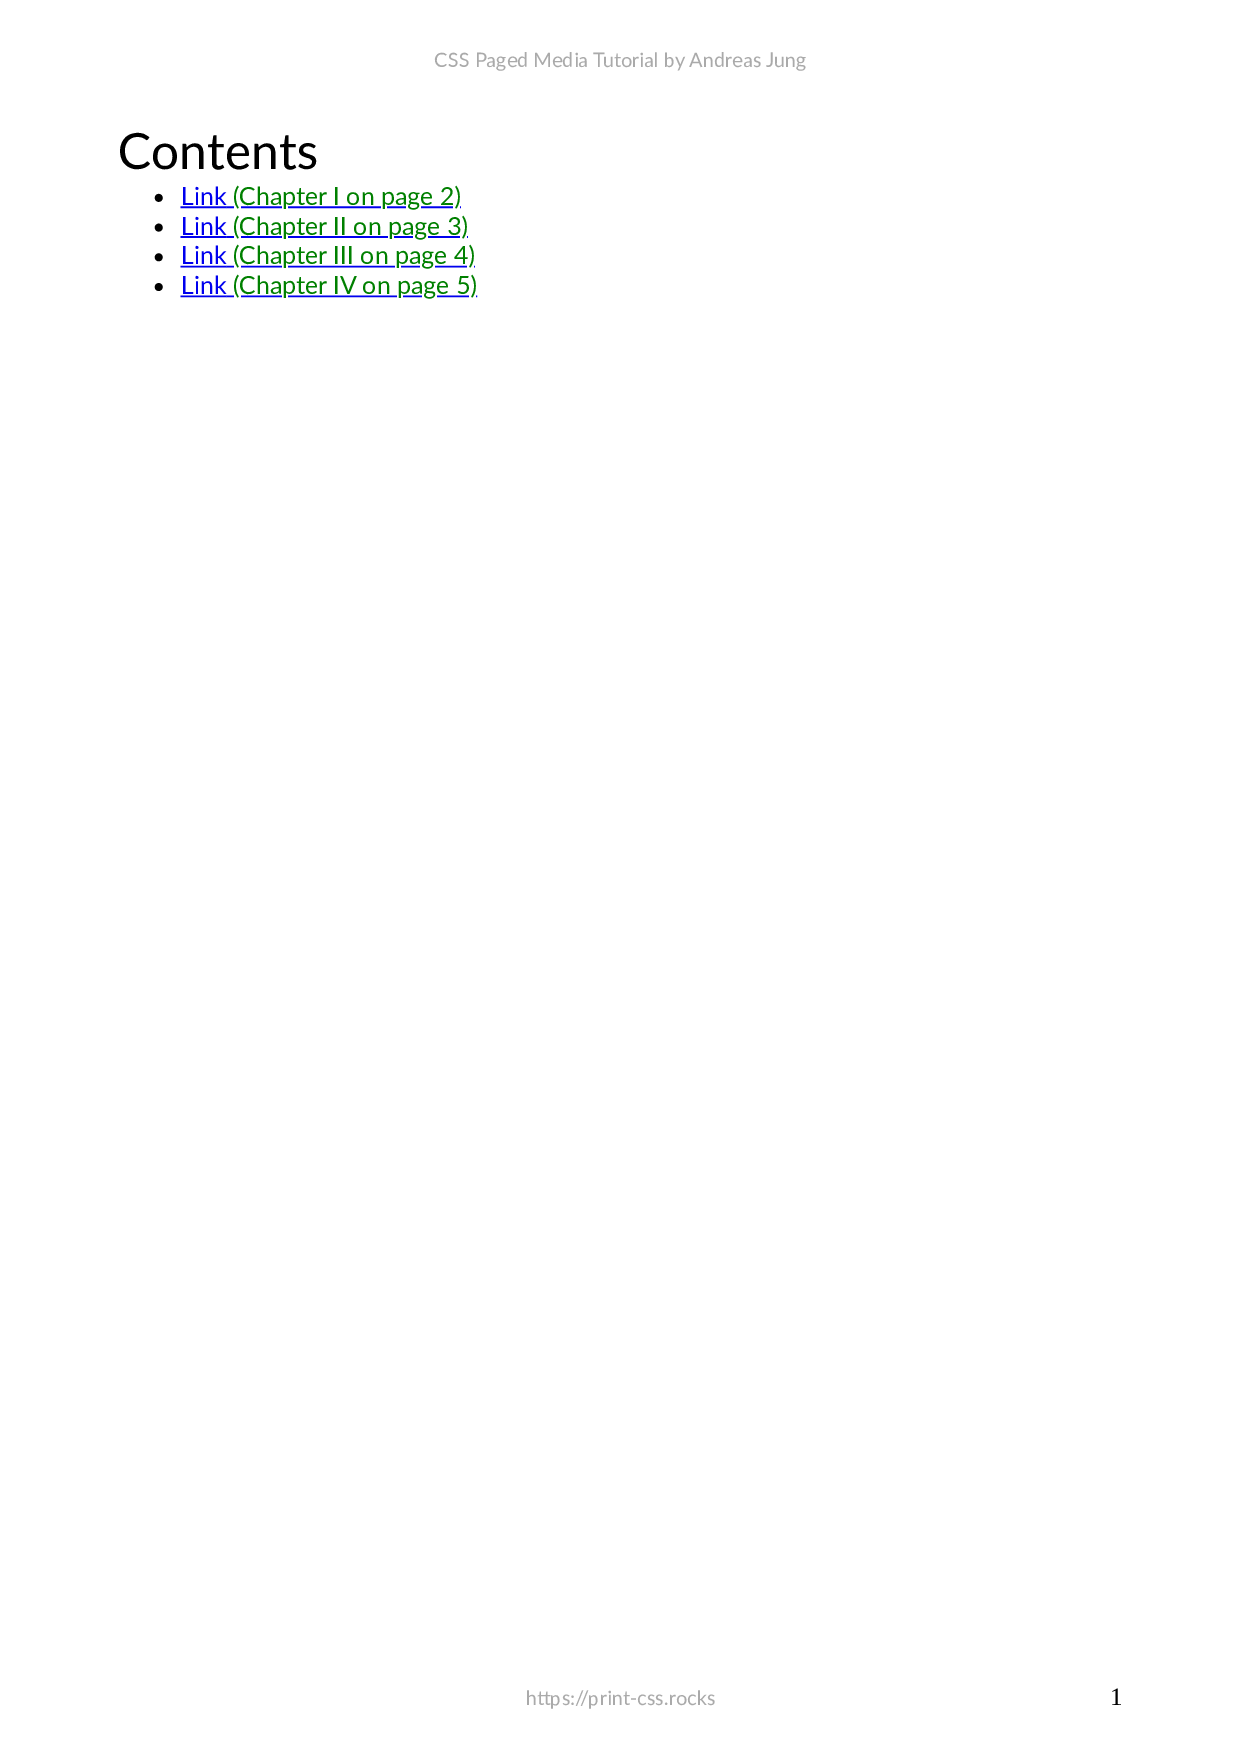 CSS Paged Media Tutorial by Andreas Jung
Contents
• Link (Chapter I on page 2)
• Link (Chapter II on page 3)
• Link (Chapter III on page 4)
• Link (Chapter IV on page 5)
https://print-css.rocks 1